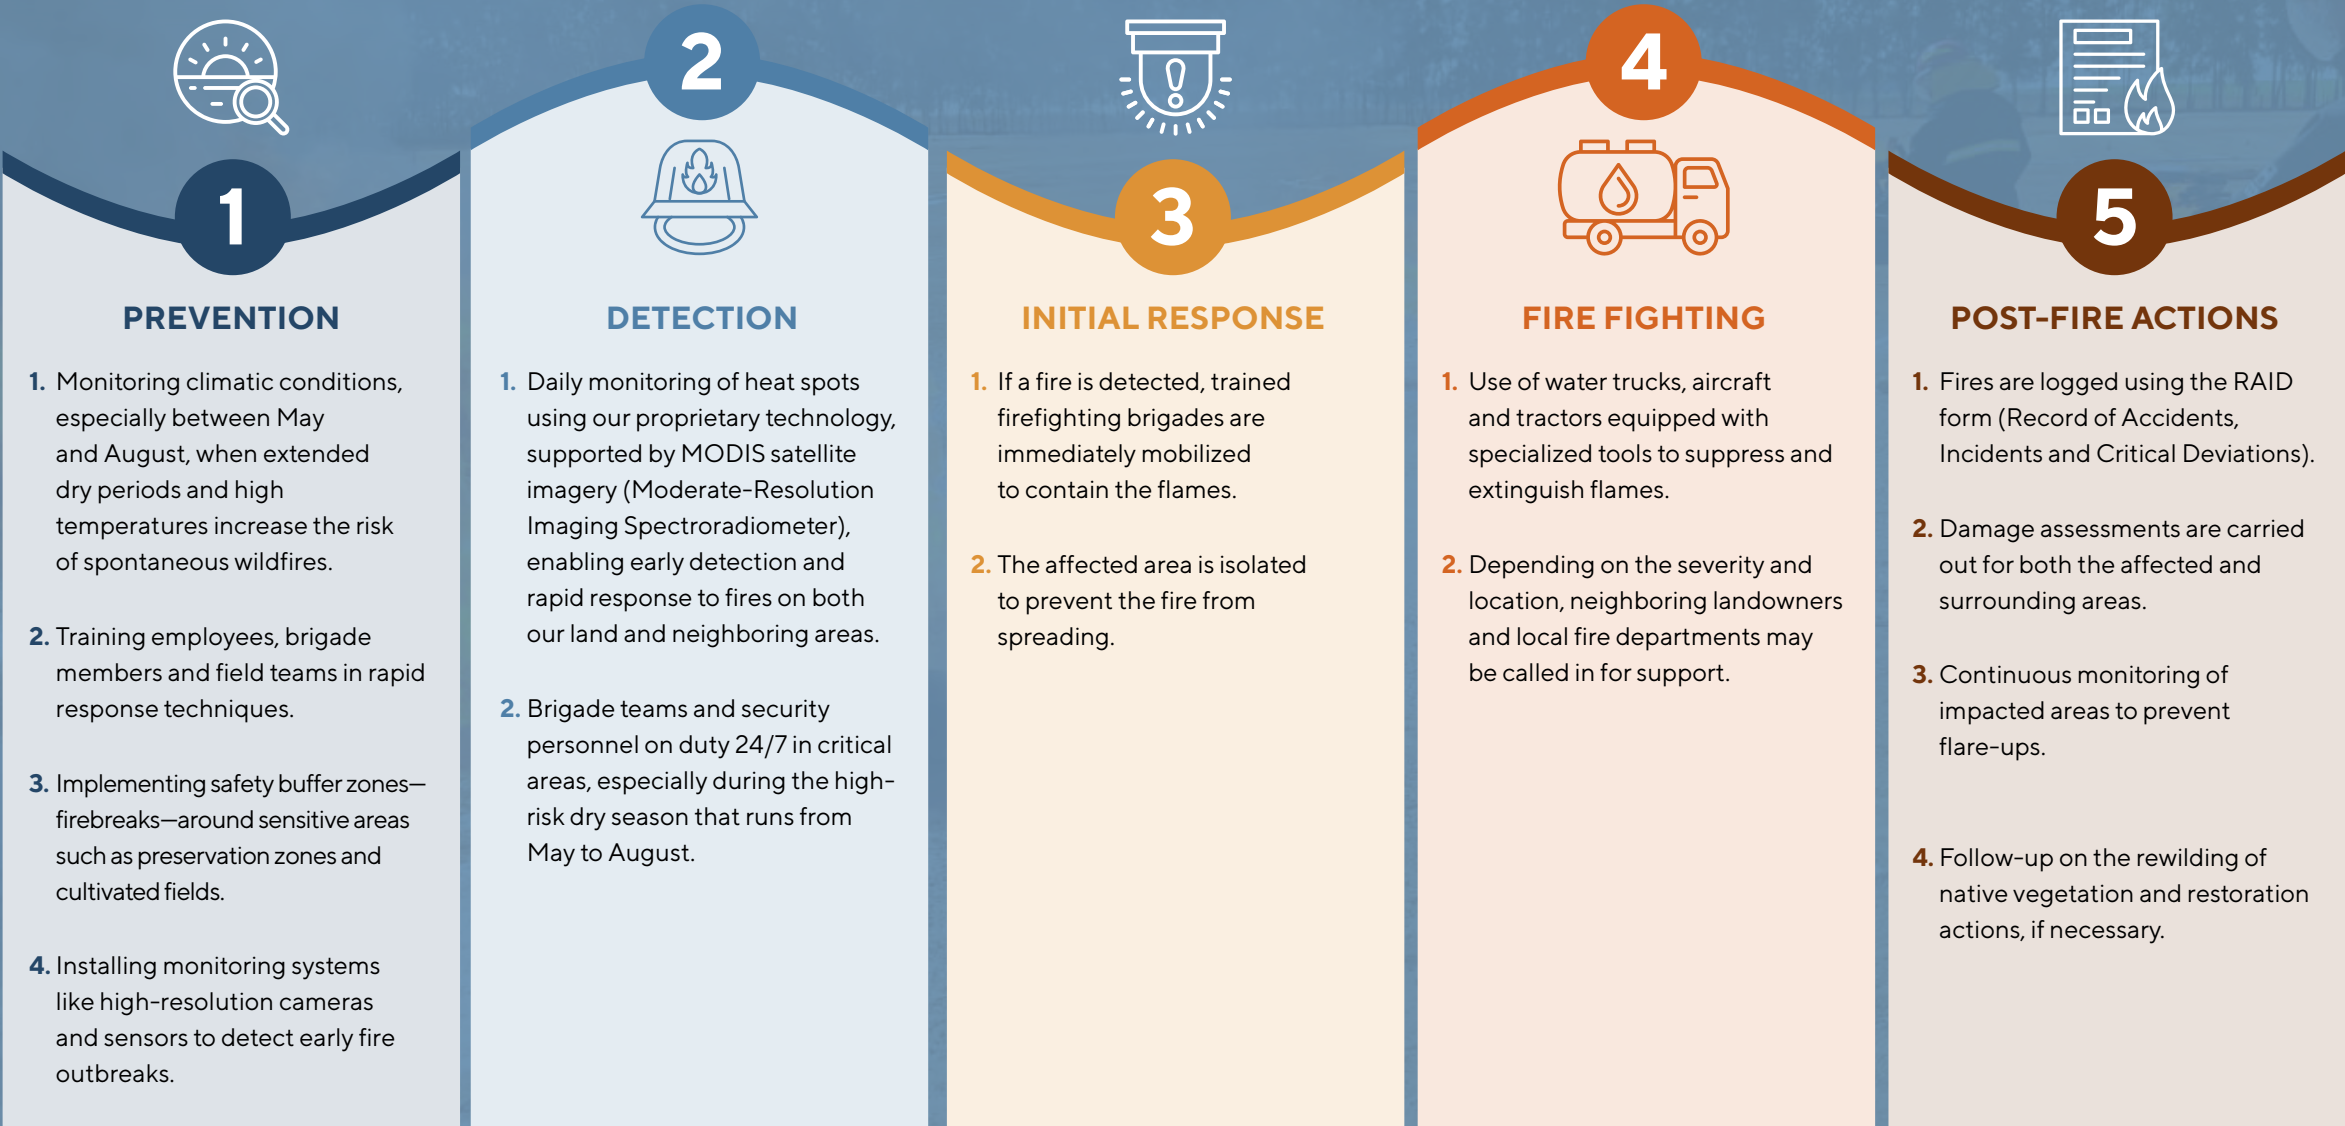 1
PREVENTION
1. Monitoring climatic conditions,
especially between May
and August, when extended
dry periods and high
temperatures increase the risk
of spontaneous wildfires.
2. Training employees, brigade
members and field teams in rapid
response techniques.
3. Implementing safety buffer zones—
firebreaks—around sensitive areas
such as preservation zones and
cultivated fields.
4. Installing monitoring systems
like high-resolution cameras
and sensors to detect early fire
outbreaks.
2
DETECTION
1. Daily monitoring of heat spots
using our proprietary technology,
supported by MODIS satellite
imagery (Moderate-Resolution
Imaging Spectroradiometer),
enabling early detection and
rapid response to fires on both
our land and neighboring areas.
2. Brigade teams and security
personnel on duty 24/7 in critical
areas, especially during the high-
risk dry season that runs from
May to August.
3
INITIAL RESPONSE
1. If a fire is detected, trained
firefighting brigades are
immediately mobilized
to contain the flames.
2. The affected area is isolated
to prevent the fire from
spreading.
4
FIRE FIGHTING
1. Use of water trucks, aircraft
and tractors equipped with
specialized tools to suppress and
extinguish flames.
2. Depending on the severity and
location, neighboring landowners
and local fire departments may
be called in for support.
5
POST-FIRE ACTIONS
1. Fires are logged using the RAID
form (Record of Accidents,
Incidents and Critical Deviations).
2. Damage assessments are carried
out for both the affected and
surrounding areas.
3. Continuous monitoring of
impacted areas to prevent
flare-ups.
4. Follow-up on the rewilding of
native vegetation and restoration
actions, if necessary.